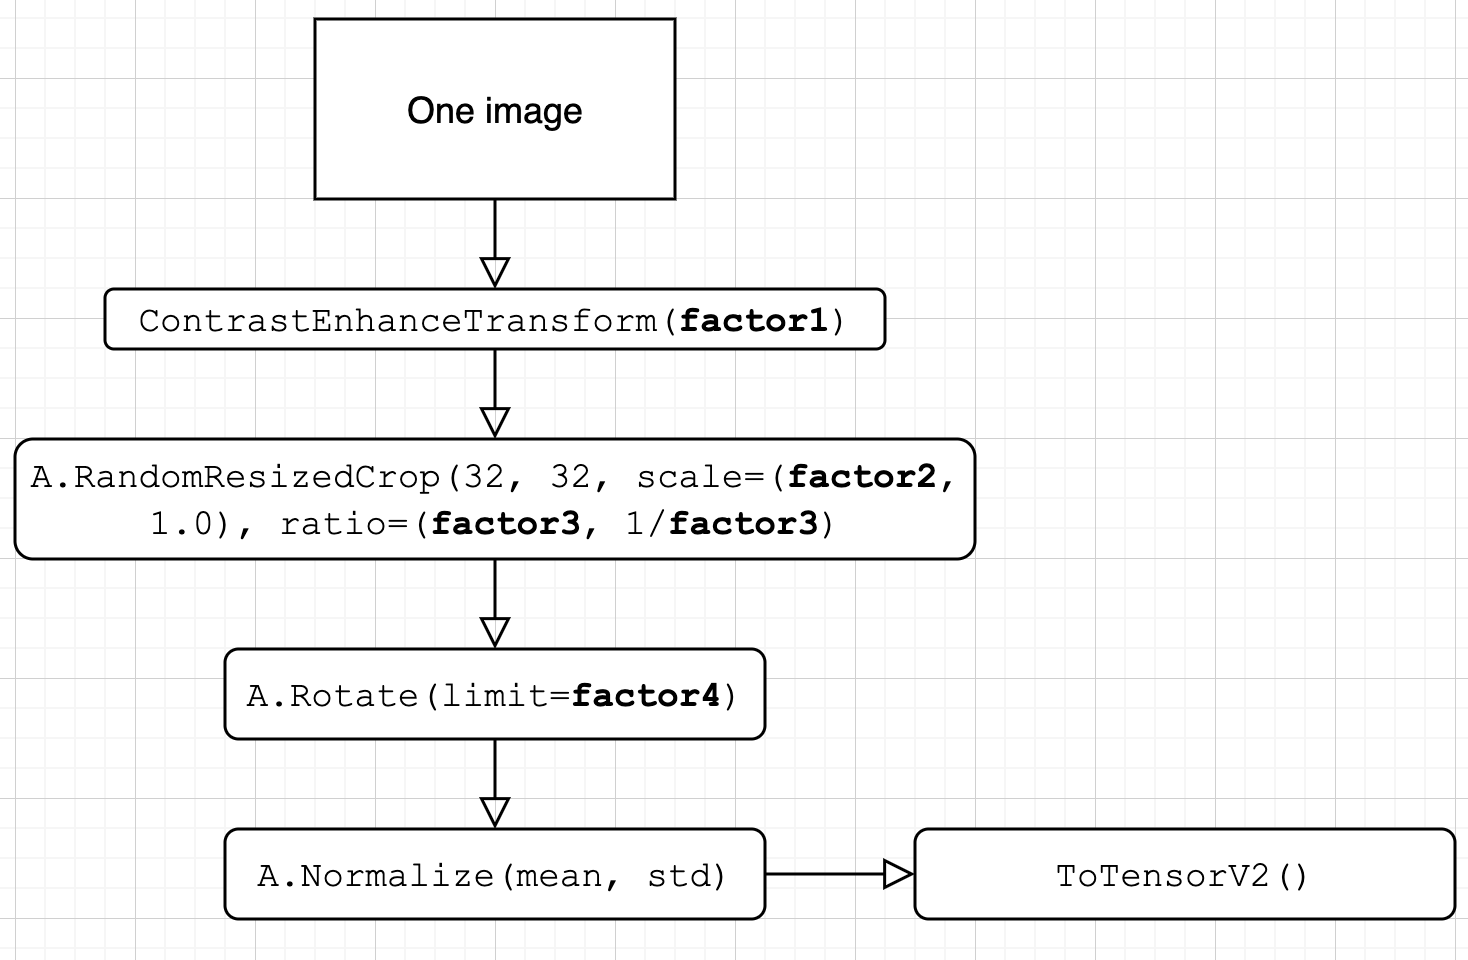 One image
ContrastEnhanceTransform(factor1)
A.RandomResizedCrop(32, 32, scale=(factor2,
1.0), ratio=(factor3, 1/factor3)
A.Rotate(limit=factor4)
A.Normalize(mean, std)
ToTensorV2()